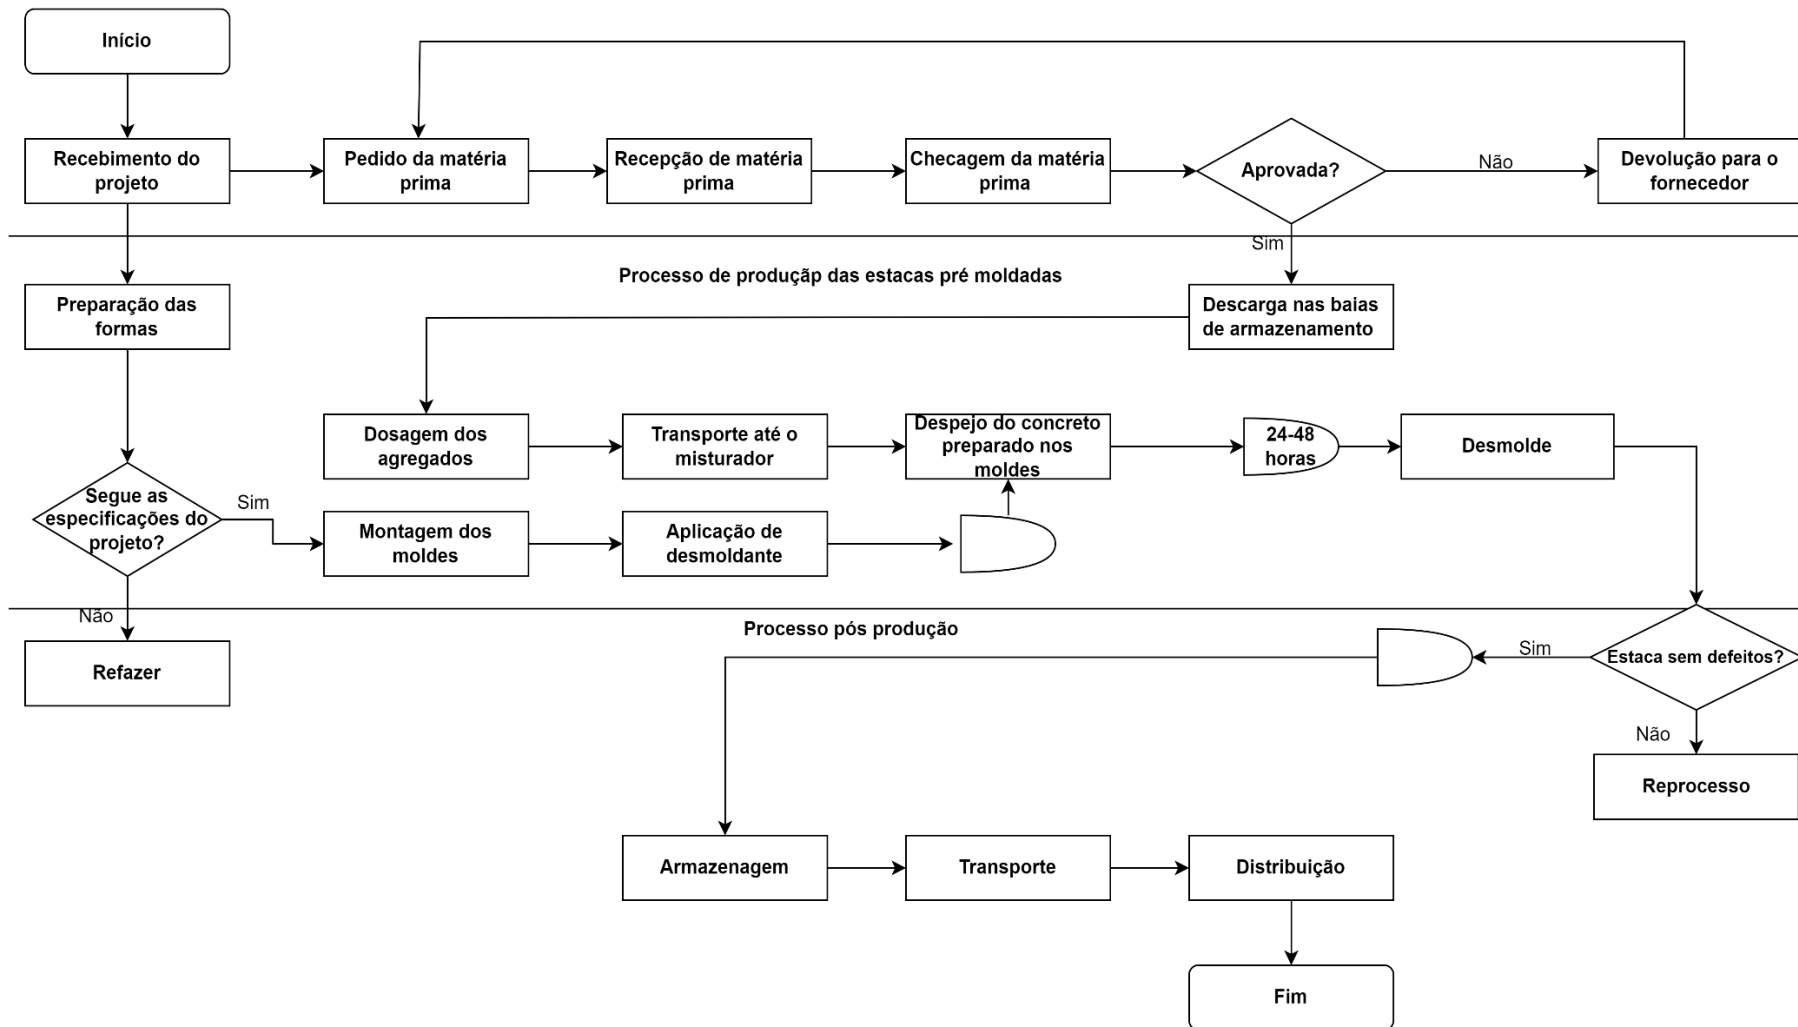 Início
Recebimento do
projeto
Pedido da matéria
prima
Recepção de matéria
prima
Checagem da matéria
prima
Aprovada?
Não
Devolução para o
fornecedor
Sim
Processo de produçãp das estacas pré moldadas
Preparação das
formas
Descarga nas baias
de armazenamento
Dosagem dos
agregados
Transporte até o
misturador
Despejo do concreto
preparado nos
moldes
24-48
horas
Desmolde
Segue as
especificações do
projeto?
Sim
Montagem dos
moldes
Aplicação de
desmoldante
Não
Refazer
Processo pós produção
Sim
Estaca sem defeitos?
Não
Reprocesso
Armazenagem
Transporte
Distribuição
Fim